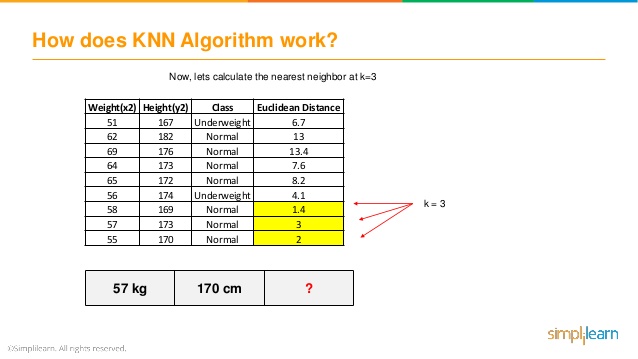 How does KNN Algorithm work?
Now, lets calculate the nearest neighbor at k=3
Weight(x2) Height(y2) Class Euclidean Distance
51 167 Underweight 6.7
62 182 Normal 13
69 176 Normal 13.4
64 173 Normal 7.6
65 172 Normal 8.2
56 174 Underweight 4.1
58 169 Normal 1.4
57 173 Normal 3
55 170 Normal 2
k = 3
57 kg 170 cm ?
©Simplilearn. All rights reserved.
simplilearn